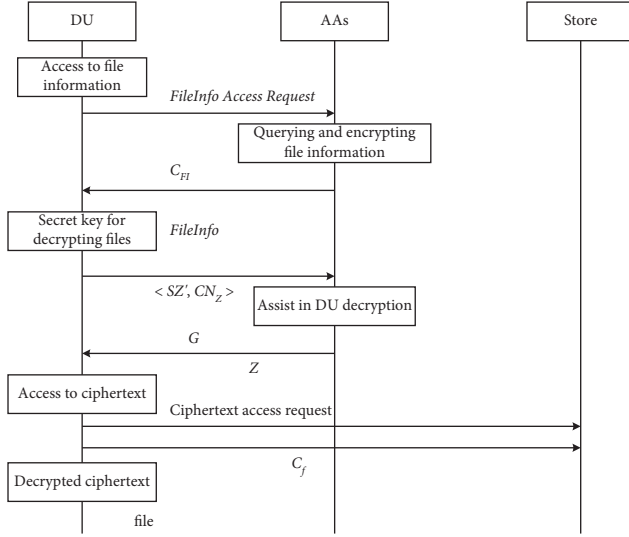 DU
AAs
Store
Access to file
information
FileInfo Access Request
Querying and encrypting
file information
C_FI
Secret key for
decrypting files
FileInfo
< SZ', CN_Z >
Assist in DU decryption
G
Z
Access to ciphertext
Ciphertext access request
C_f
Decrypted ciphertext
file